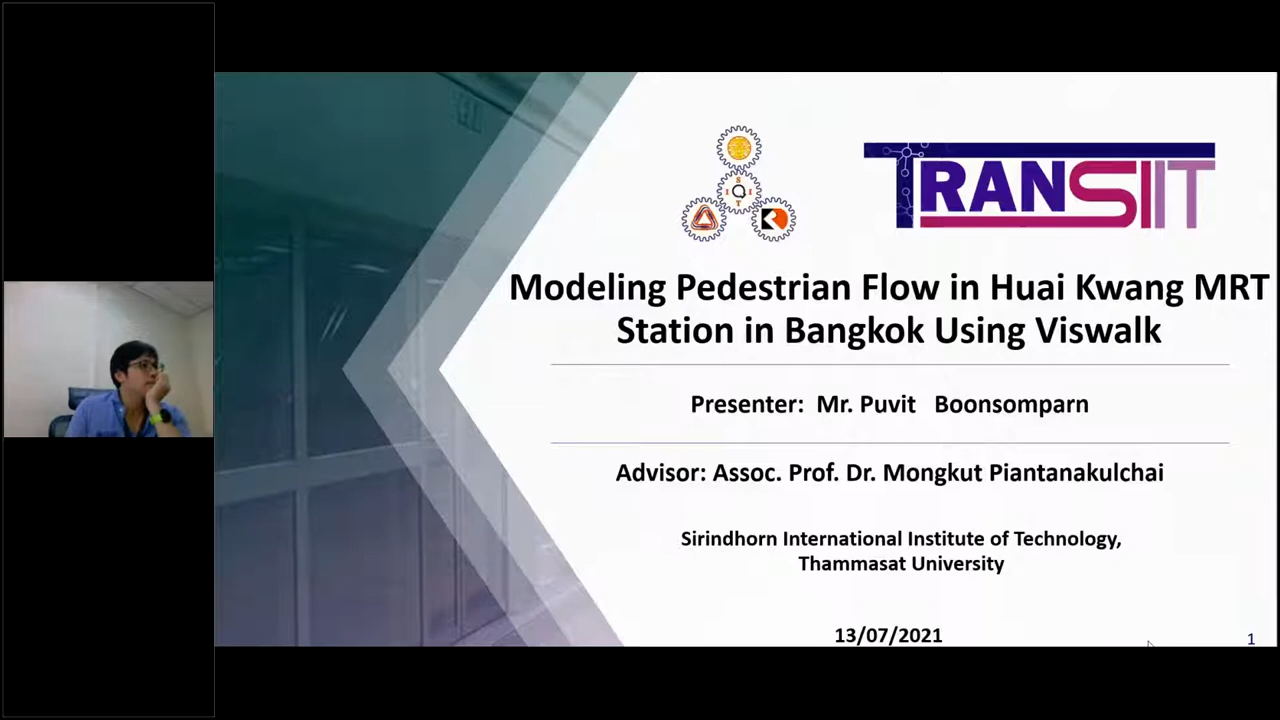 TRANSIIT
Modeling Pedestrian Flow in Huai Kwang MRT
Station in Bangkok Using Viswalk
Presenter: Mr. Puvit Boonsomparn
Advisor: Assoc. Prof. Dr. Mongkut Piantanakulchai
Sirindhorn International Institute of Technology,
Thammasat University
13/07/2021
1